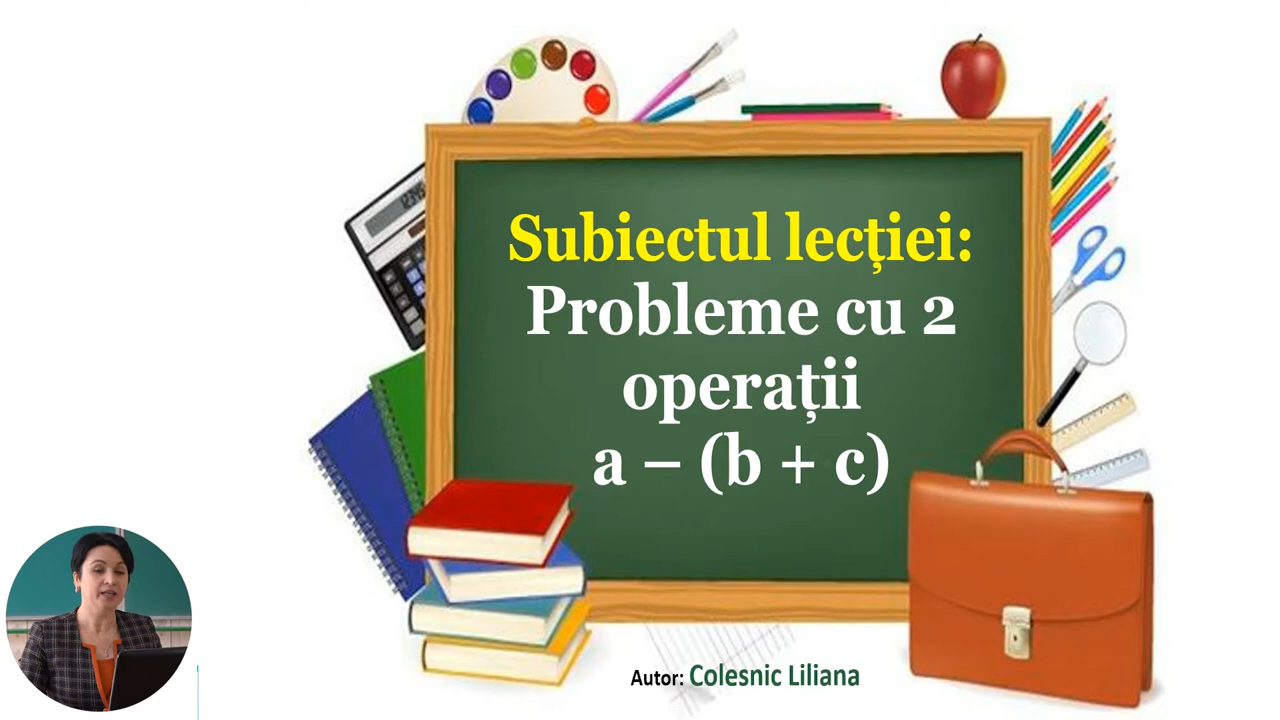 Subiectul lecției:
Probleme cu 2
operații
a – (b + c)
Autor: Colesnic Liliana